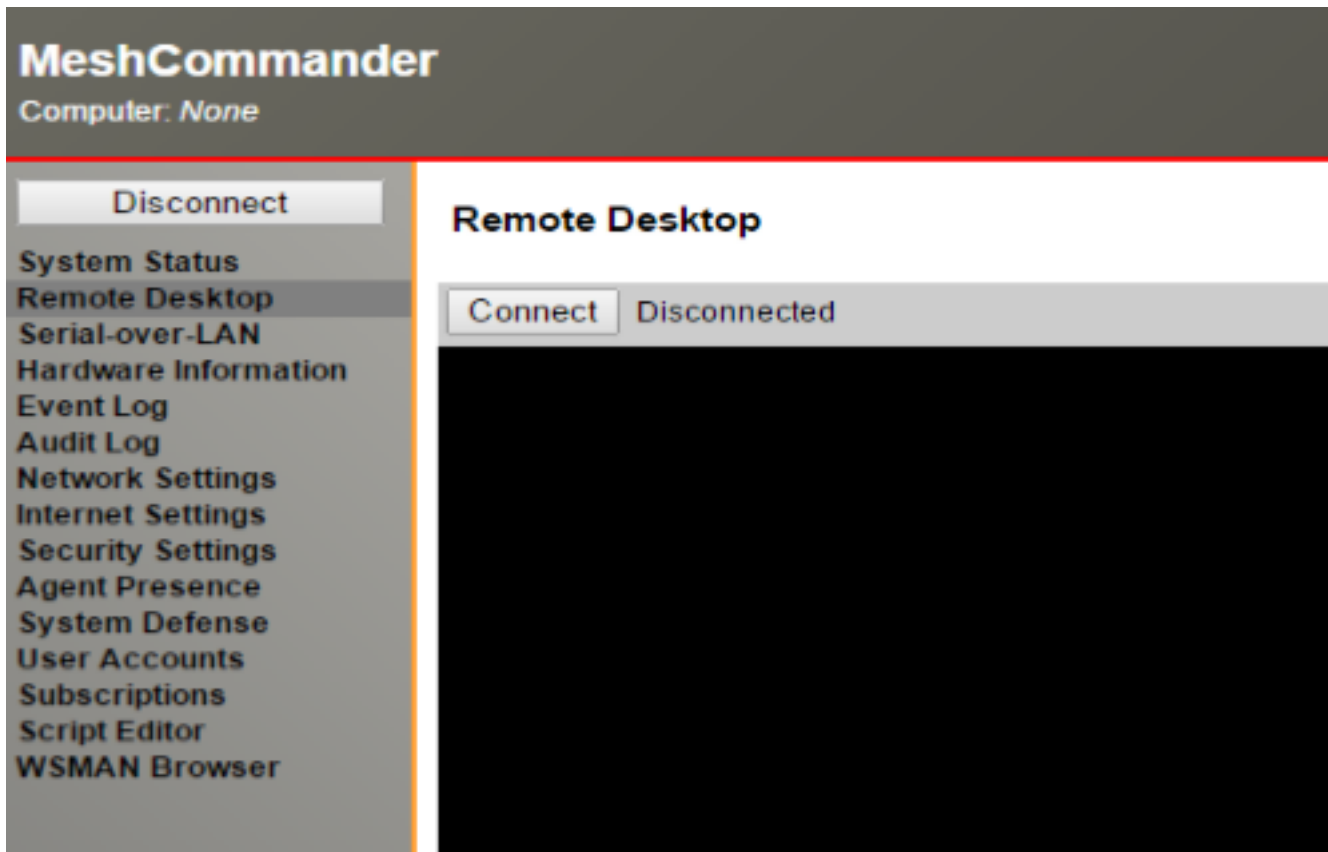 MeshCommander
Computer: None
Disconnect
System Status
Remote Desktop
Serial-over-LAN
Hardware Information
Event Log
Audit Log
Network Settings
Internet Settings
Security Settings
Agent Presence
System Defense
User Accounts
Subscriptions
Script Editor
WSMAN Browser
Remote Desktop
Connect Disconnected